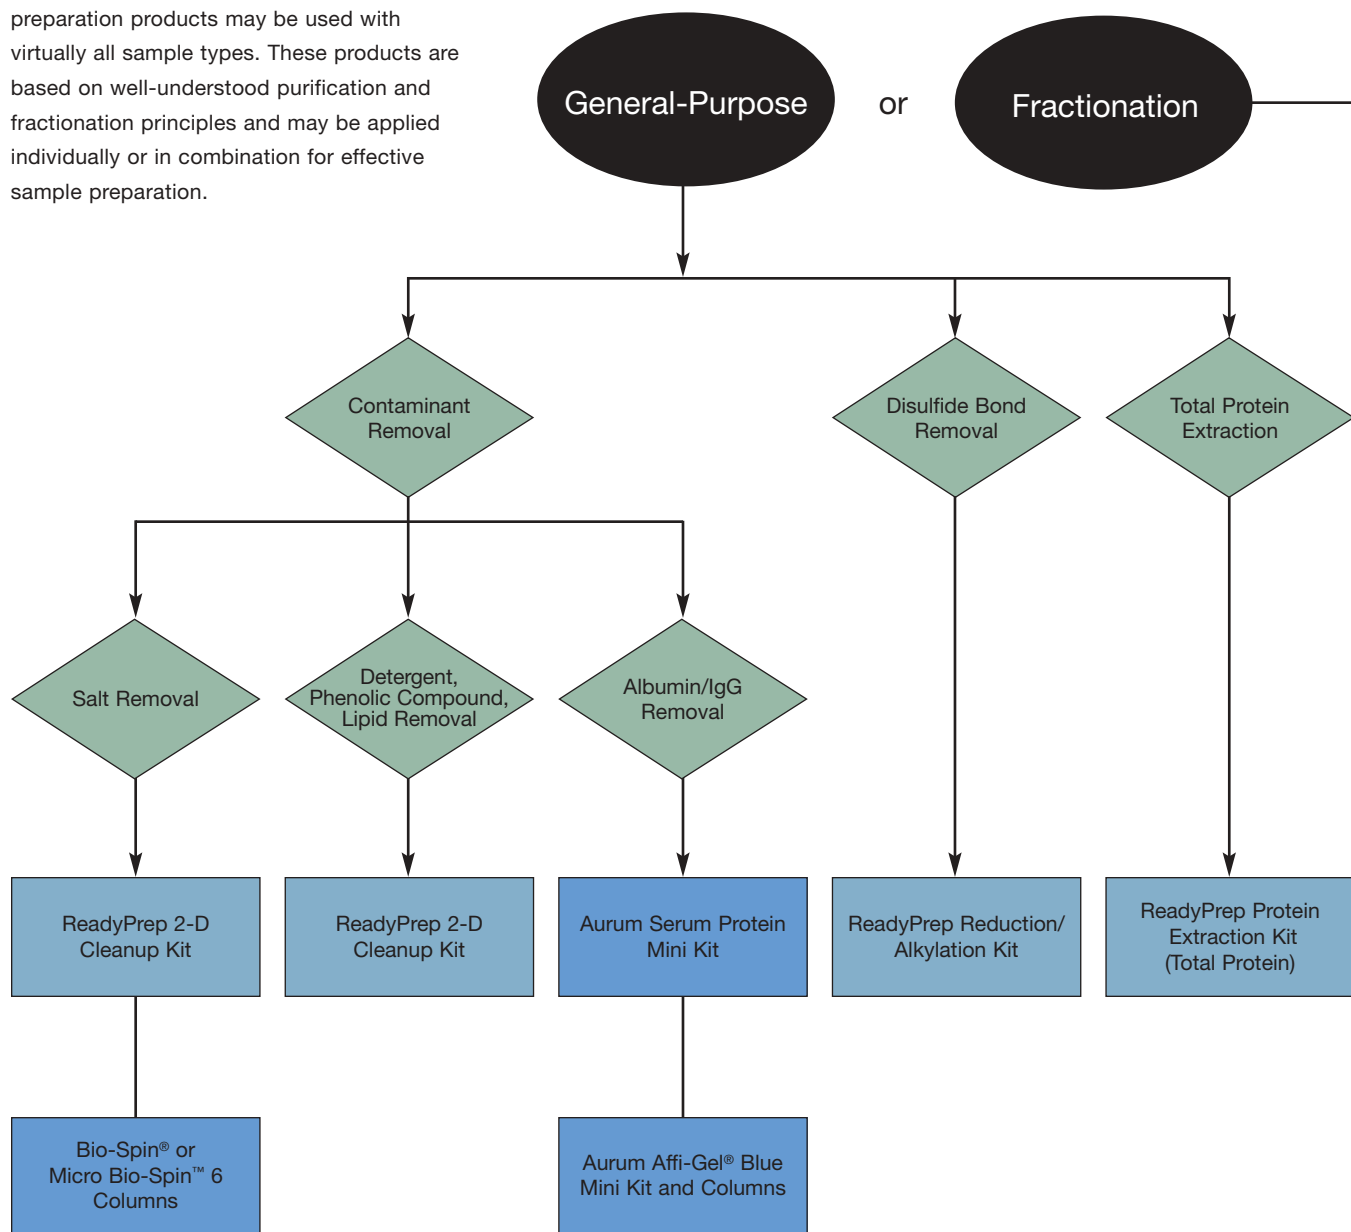 preparation products may be used with
virtually all sample types. These products are
based on well-understood purification and
fractionation principles and may be applied
individually or in combination for effective
sample preparation.
General-Purpose
or
Fractionation
Contaminant
Removal
Disulfide Bond
Removal
Total Protein
Extraction
Salt Removal
Detergent,
Phenolic Compound,
Lipid Removal
Albumin/IgG
Removal
ReadyPrep 2-D
Cleanup Kit
ReadyPrep 2-D
Cleanup Kit
Aurum Serum Protein
Mini Kit
ReadyPrep Reduction/
Alkylation Kit
ReadyPrep Protein
Extraction Kit
(Total Protein)
Bio-Spin® or
Micro Bio-Spin™ 6
Columns
Aurum Affi-Gel® Blue
Mini Kit and Columns